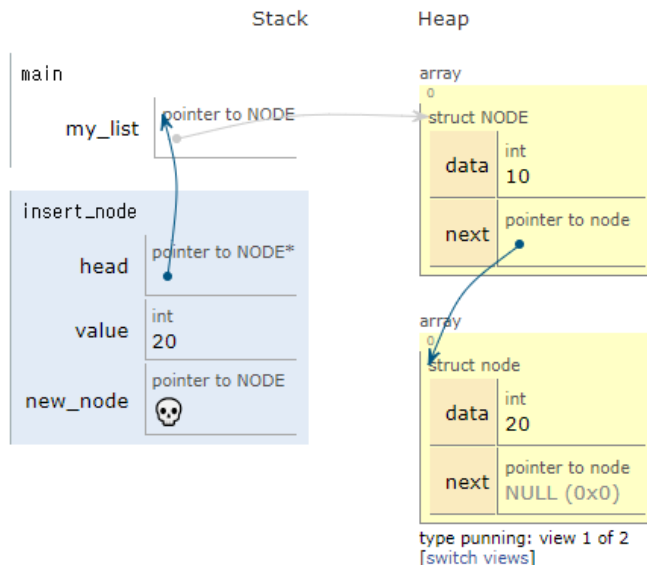 Stack
Heap
main
my_list
pointer to NODE
insert_node
head
pointer to NODE*
value
int
20
new_node
pointer to NODE
array
0
struct NODE
data
int
10
next
pointer to node
array
0
struct node
data
int
20
next
pointer to node
NULL (0x0)
type punning: view 1 of 2
[switch views]